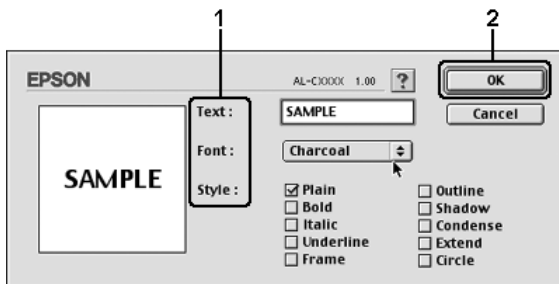 1
2
EPSON
AL-CXXXX 1.00 ?
OK
Cancel
SAMPLE
Text :
SAMPLE
Font :
Charcoal
Style :
Plain
Bold
Italic
Underline
Frame
Outline
Shadow
Condense
Extend
Circle